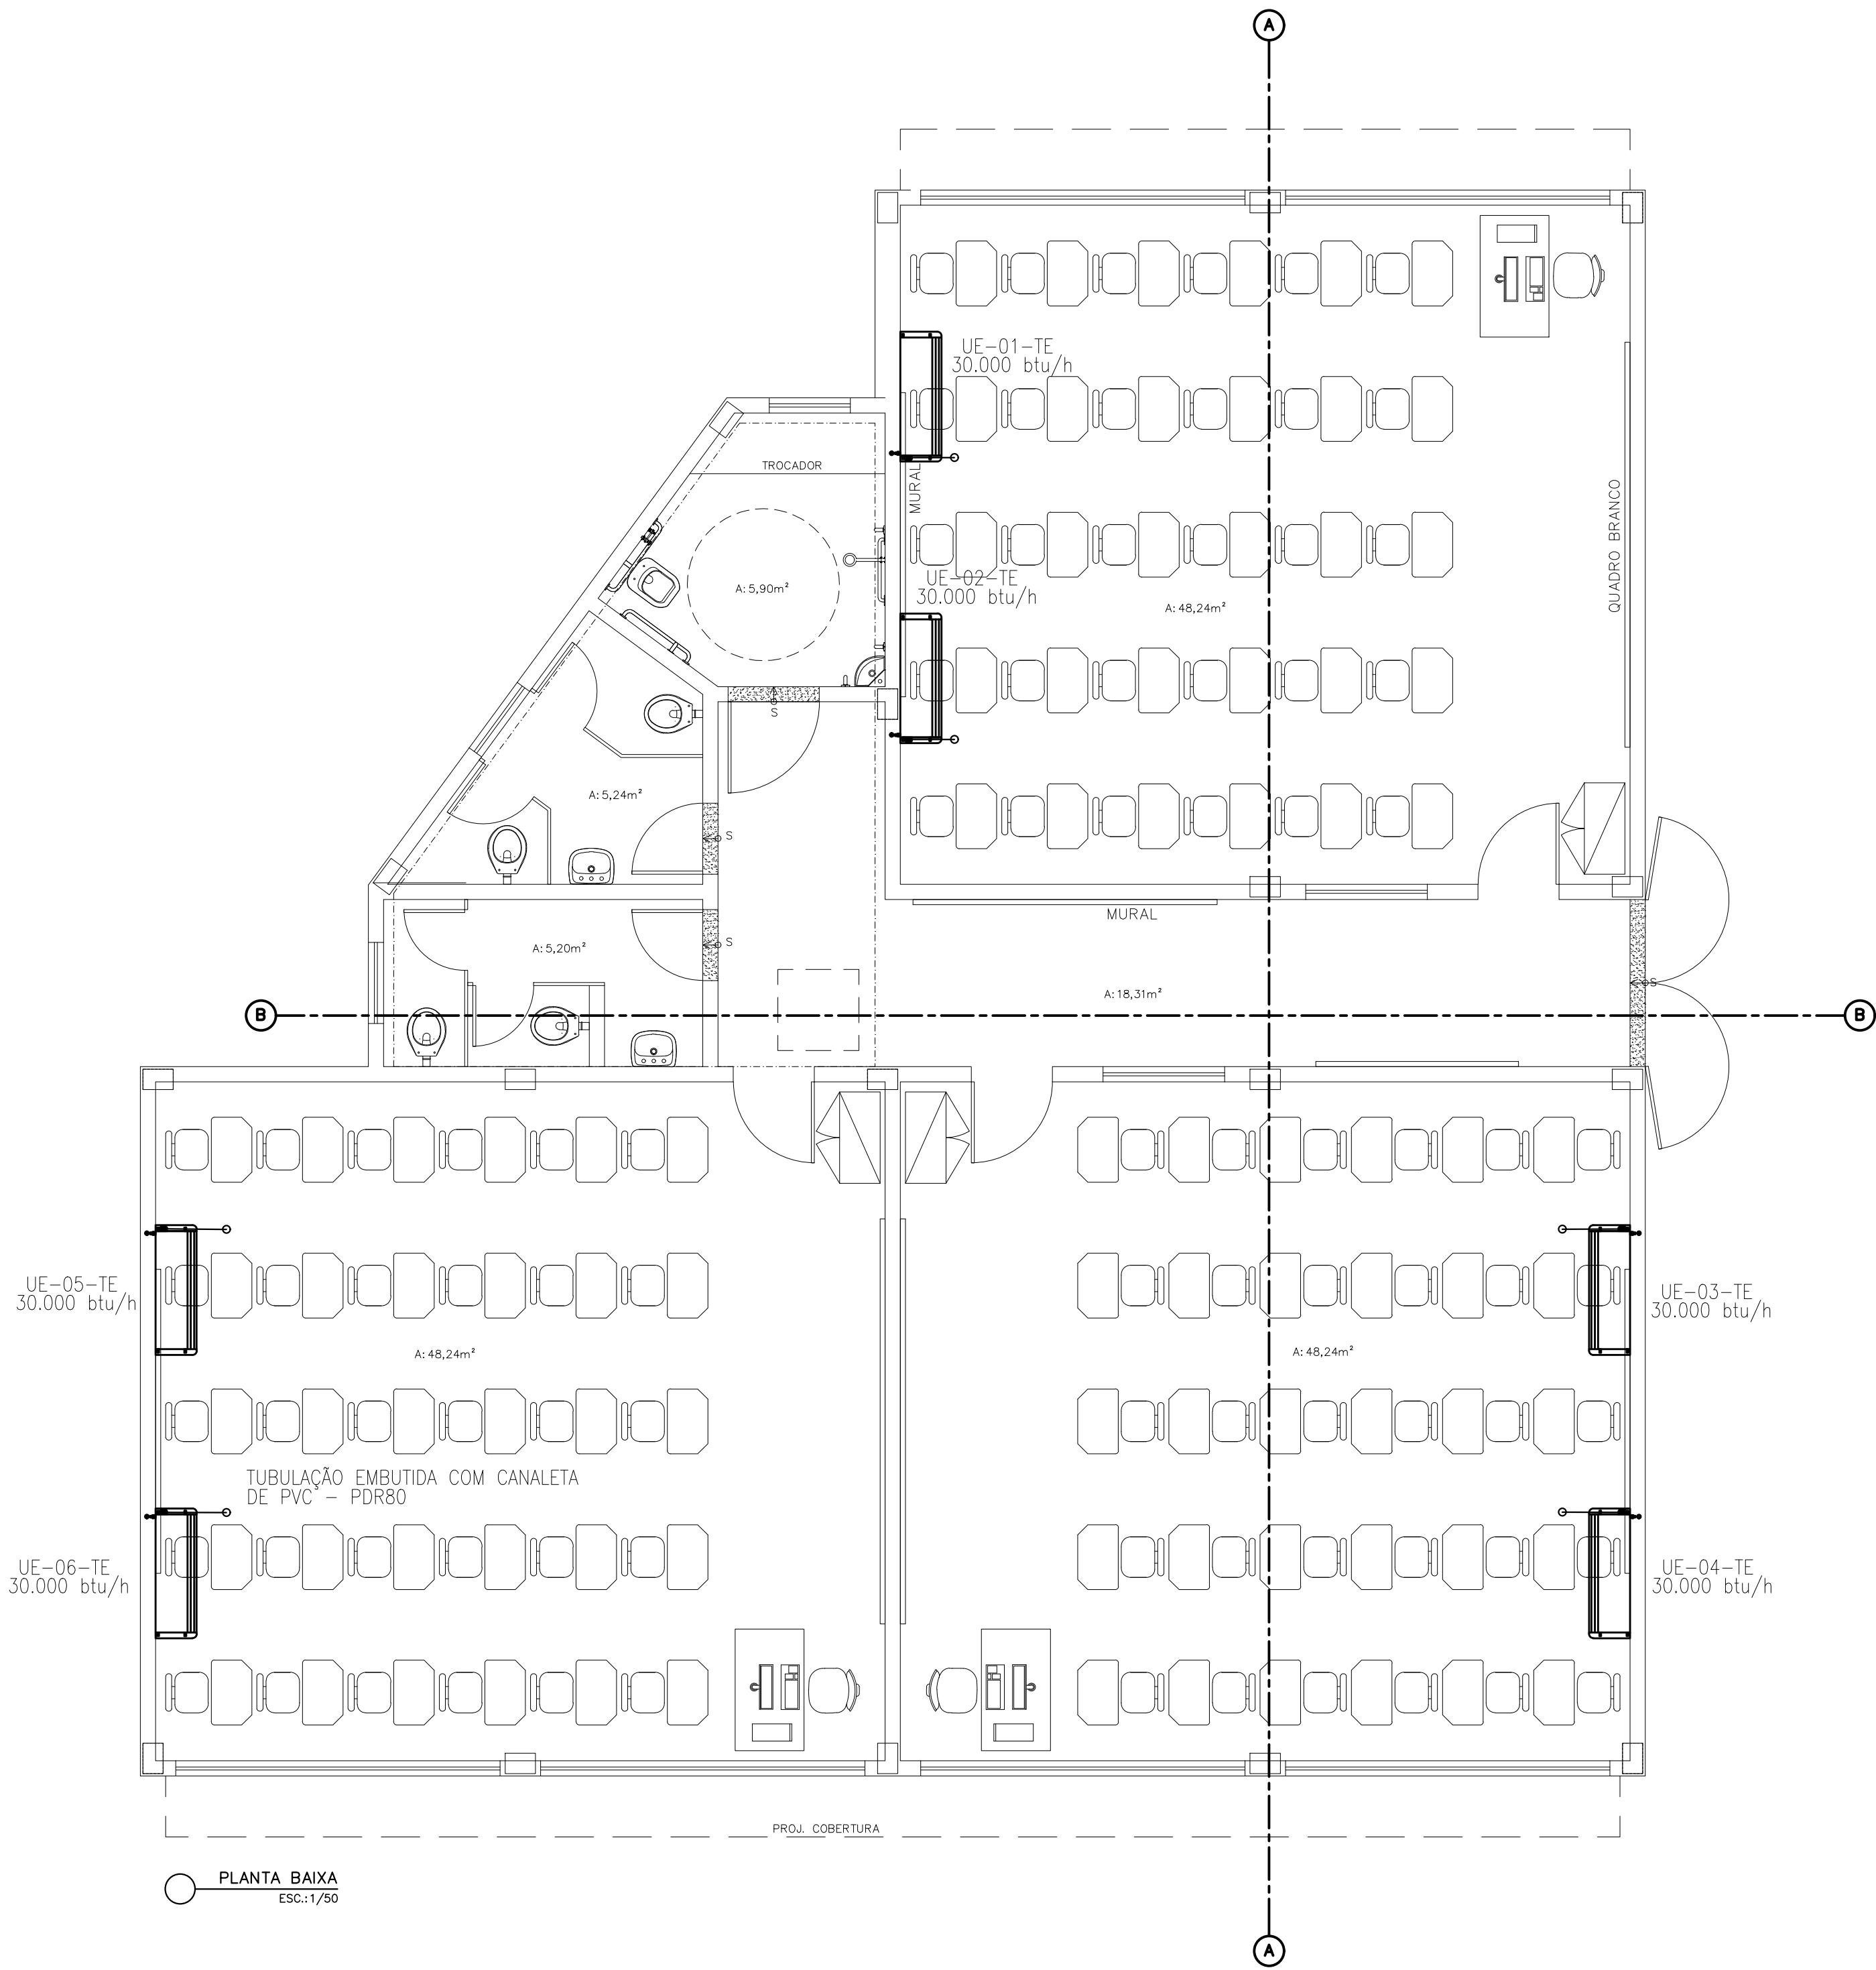 A
UE-01-TE
30.000 btu/h
TROCADOR
MURAL
QUADRO BRANCO
UE-02-TE
30.000 btu/h
A: 5,90m²
A: 48,24m²
S
A: 5,24m²
S
MURAL
S
A: 5,20m²
S
A: 18,31m²
B
B
UE-05-TE
30.000 btu/h
UE-03-TE
30.000 btu/h
A: 48,24m²
A: 48,24m²
TUBULAÇÃO EMBUTIDA COM CANALETA
DE PVC - PDR80
UE-06-TE
30.000 btu/h
UE-04-TE
30.000 btu/h
PROJ. COBERTURA
PLANTA BAIXA
ESC.: 1/50
A